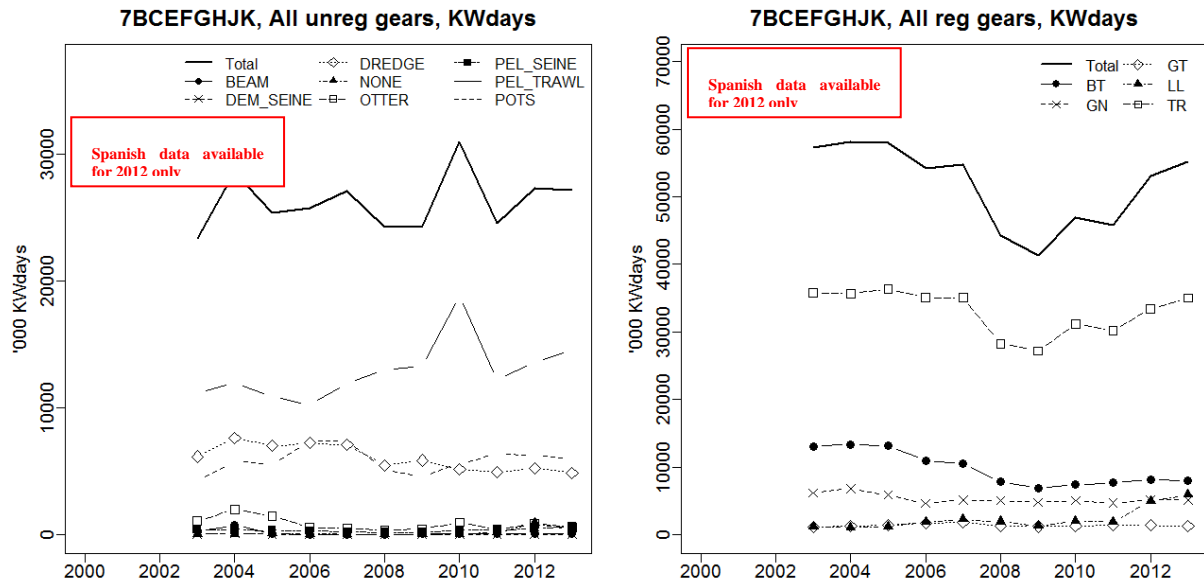 7BCEFGHJK, All unreg gears, KWdays
Total
BEAM
DEM_SEINE
DREDGE
NONE
OTTER
PEL_SEINE
PEL_TRAWL
POTS
Spanish data available
for 2012 only
'000 KWdays
30000
20000
10000
0
2000 2002 2004 2006 2008 2010 2012
7BCEFGHJK, All reg gears, KWdays
Total
BT
GN
GT
LL
TR
Spanish data available
for 2012 only
'000 KWdays
70000
60000
50000
40000
30000
20000
10000
0
2000 2002 2004 2006 2008 2010 2012